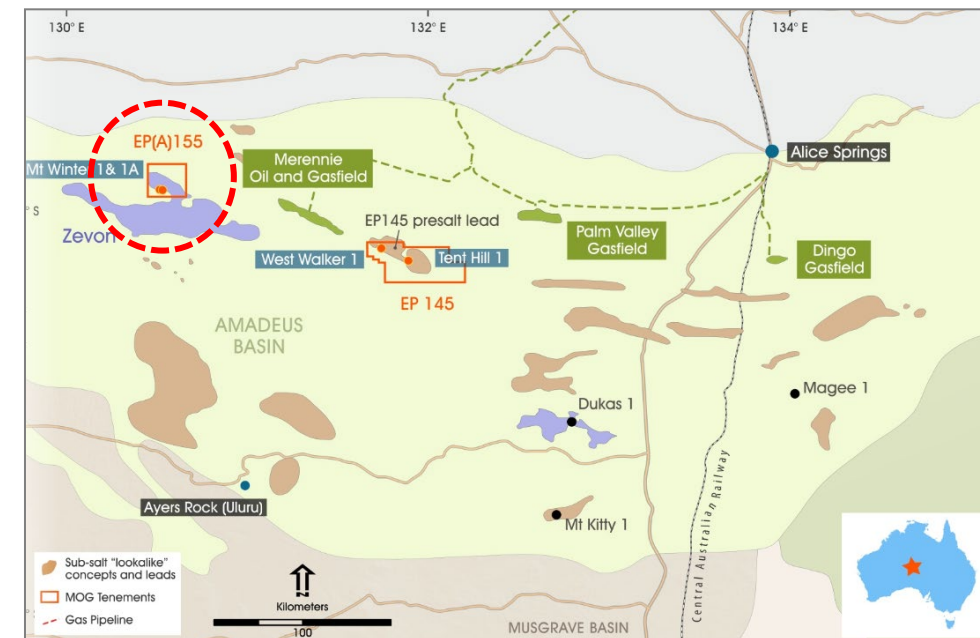 130° E
132° E
134° E
EP(A)155
Mt Winter 1& 1A
Merennie
Oil and Gasfield
Alice Springs
° S
Zevon
EP145 presalt lead
Palm Valley
Gasfield
West Walker 1
Tent Hill 1
Dingo
Gasfield
EP 145
AMADEUS
BASIN
Magee 1
Dukas 1
Ayers Rock (Uluru)
Mt Kitty 1
Central Australian Railway
Sub-salt “lookalike”
concepts and leads
MOG Tenements
Gas Pipeline
Kilometers
100
MUSGRAVE BASIN